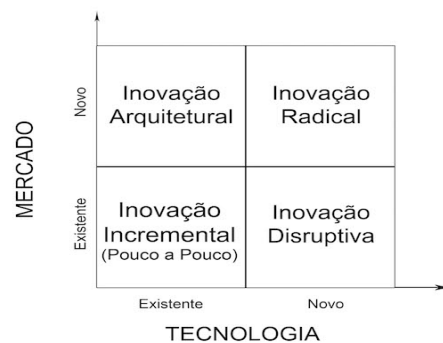 MERCADO
Novo
Existente
Inovação
Arquitetural
Inovação
Radical
Inovação
Incremental
(Pouco a Pouco)
Inovação
Disruptiva
Existente
Novo
TECNOLOGIA